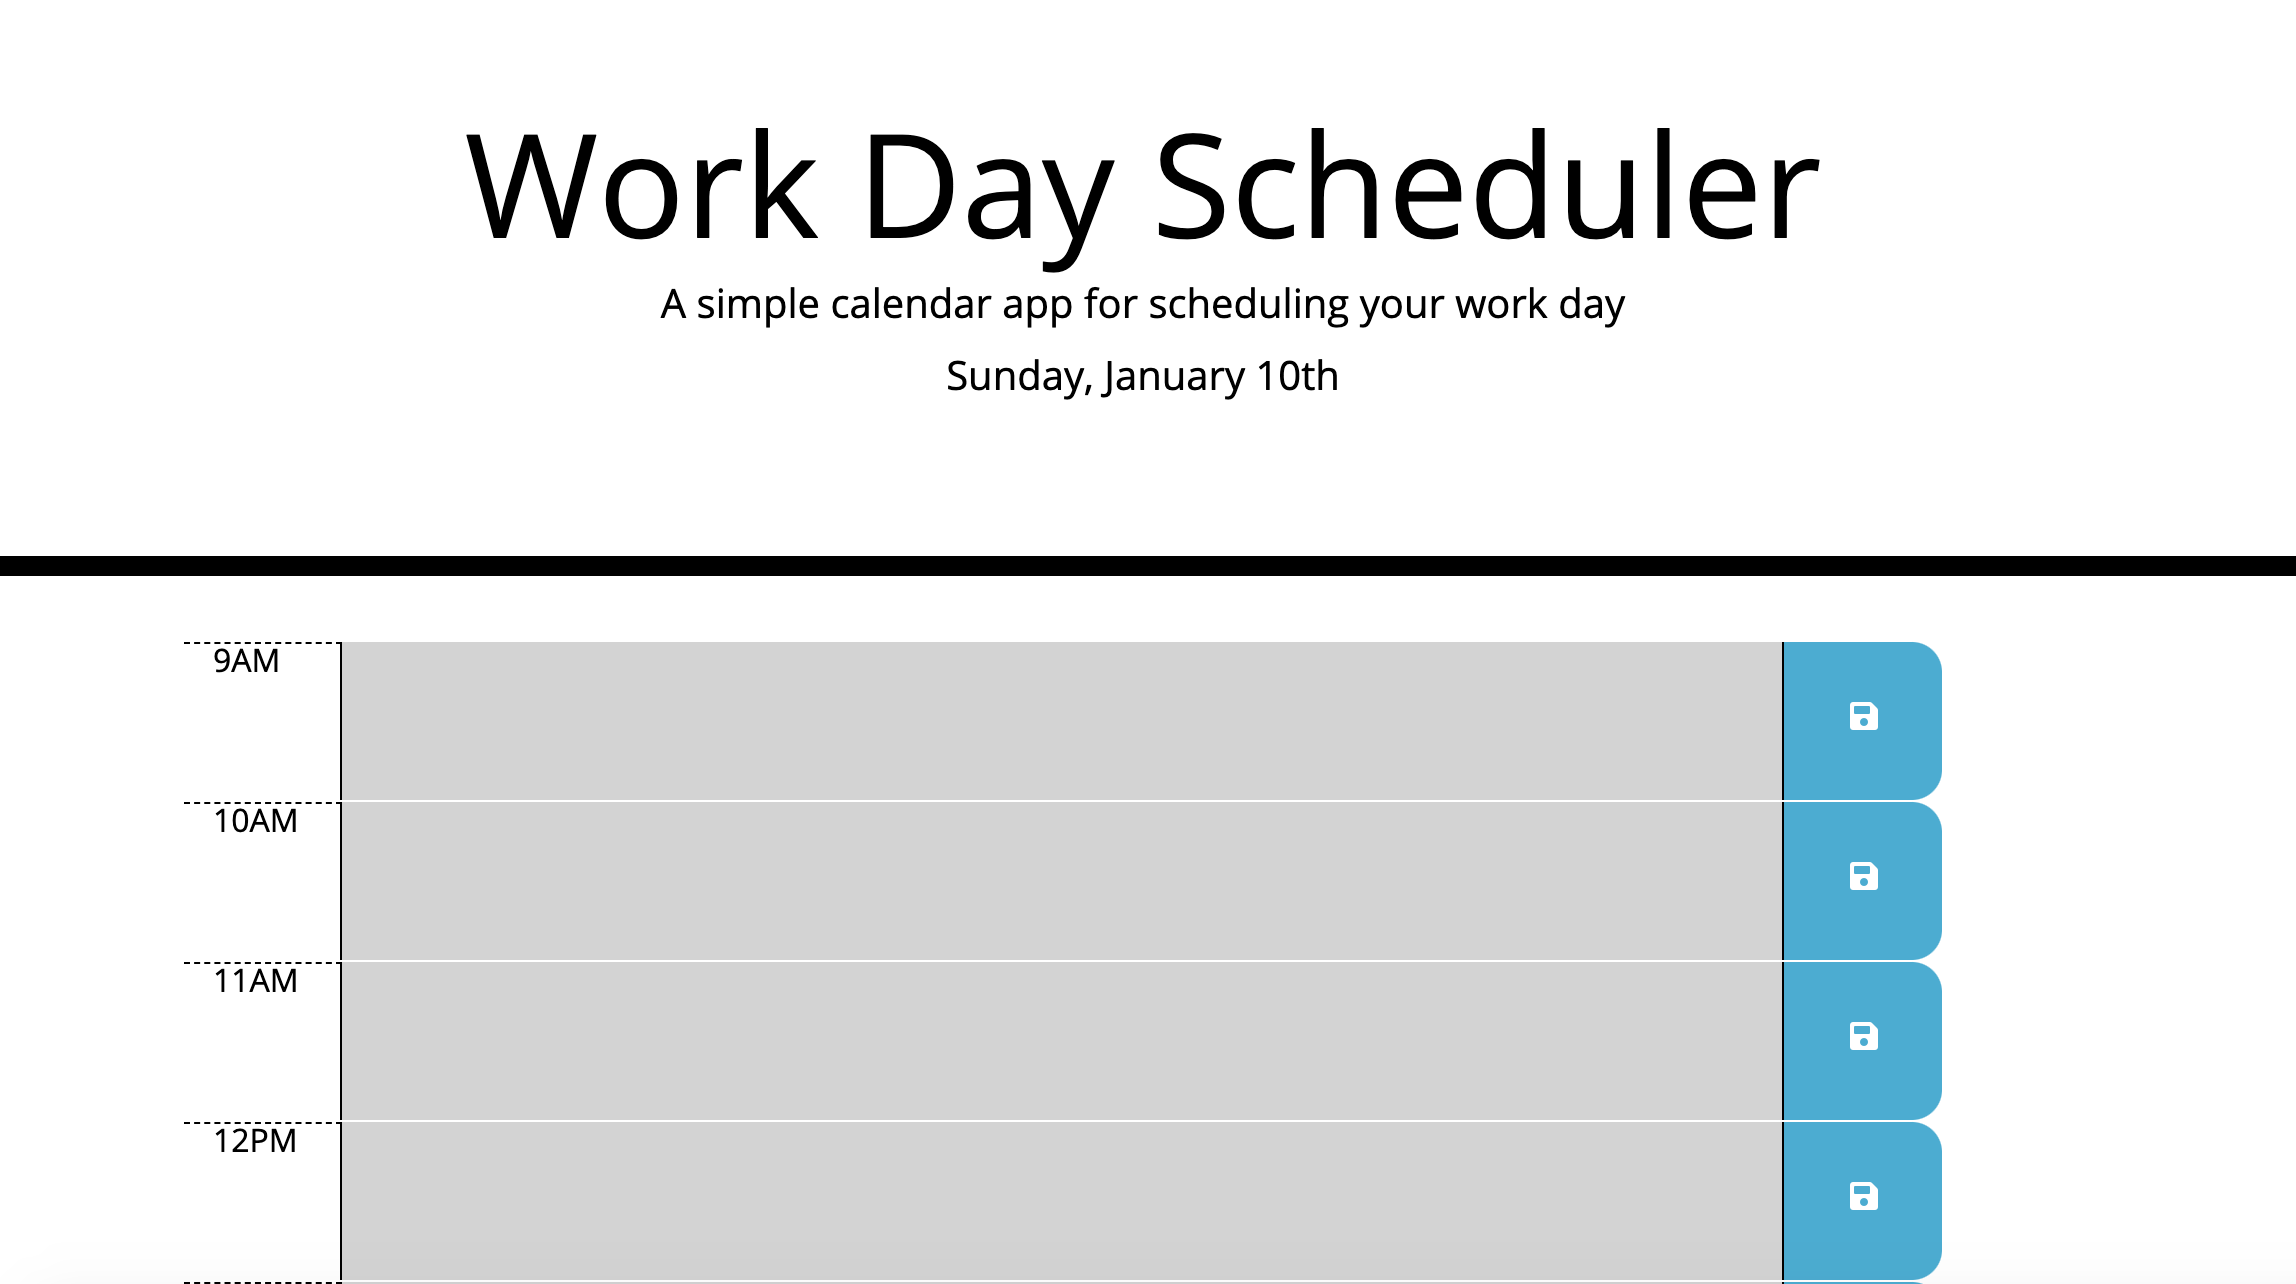 Work Day Scheduler
A simple calendar app for scheduling your work day
Sunday, January 10th
9AM
10AM
11AM
12PM